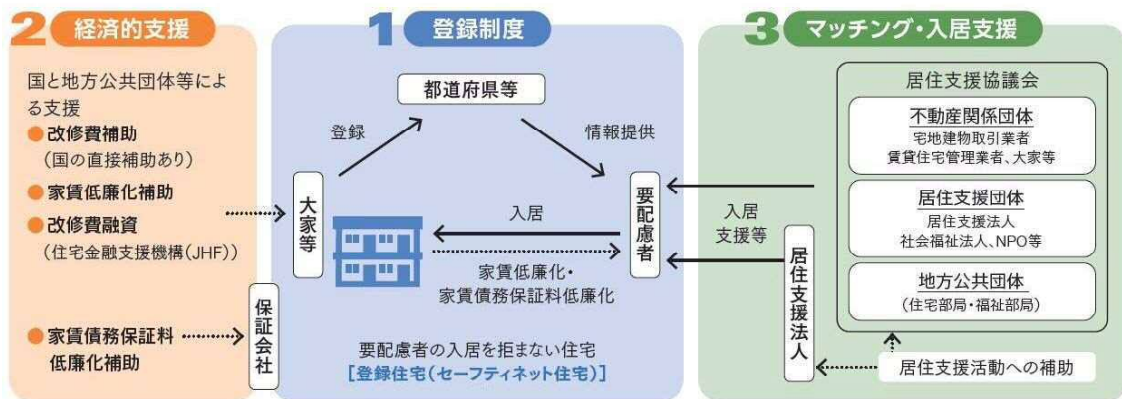 2 経済的支援
国と地方公共団体等によ
る支援
●改修費補助
(国の直接補助あり)
●家賃低廉化補助
●改修費融資
(住宅金融支援機構(JHF))
●家賃債務保証料
低廉化補助
保証会社
1 登録制度
都道府県等
登録
情報提供
大家等
要配慮者
入居
家賃低廉化・
家賃債務保証料低廉化
要配慮者の入居を拒まない住宅
[登録住宅(セーフティネット住宅)]
3 マッチング・入居支援
入居
支援等
居住支援法人
居住支援協議会
不動産関係団体
宅地建物取引業者
賃貸住宅管理業者、大家等
居住支援団体
居住支援法人
社会福祉法人、NPO等
地方公共団体
(住宅部局・福祉部局)
居住支援活動への補助